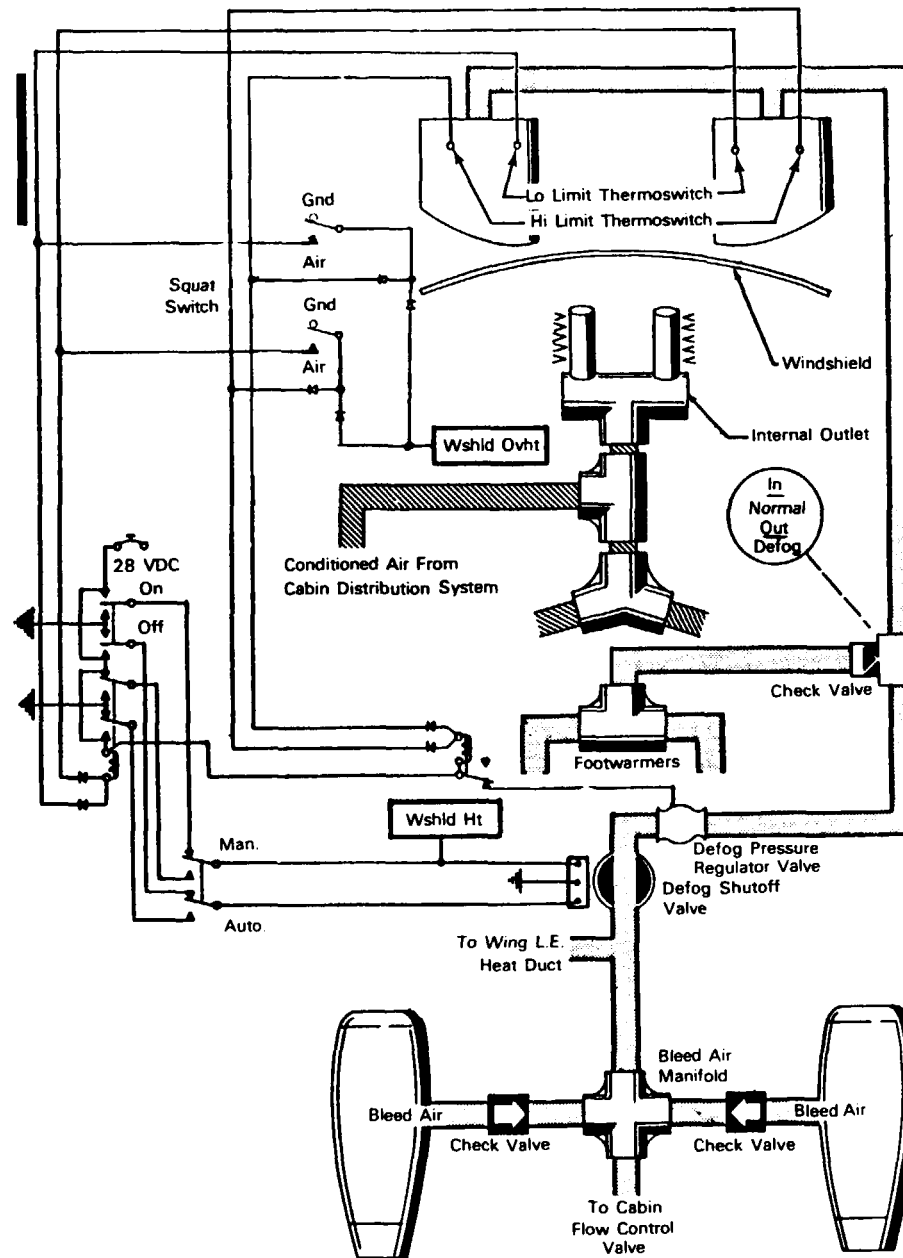 Gnd
Lo Limit Thermoswitch
Hi Limit Thermoswitch
Air
Squat
Switch
Gnd
Air
Windshield
Internal Outlet
Wshld Ovht
In
Normal
Out
Defog
Conditioned Air From
Cabin Distribution System
28 VDC
On
Off
Check Valve
Footwarmers
Wshld Ht
Man.
Defog Pressure
Regulator Valve
Defog Shutoff
Valve
Auto.
To Wing L.E.
Heat Duct
Bleed Air
Manifold
Bleed Air
Bleed Air
Check Valve
Check Valve
To Cabin
Flow Control
Valve